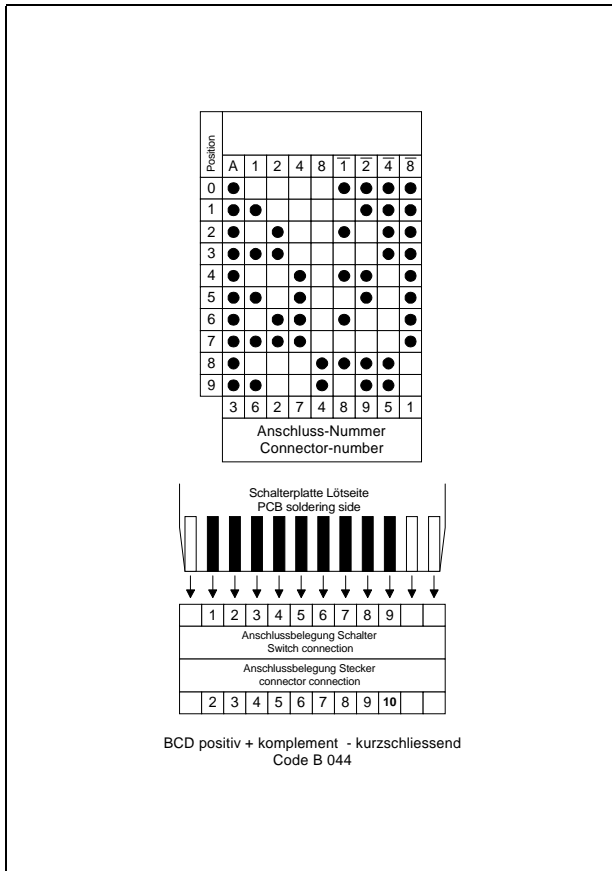 Position
A 1 2 4 8 1̅ 2̅ 4̅ 8̅
0
1
2
3
4
5
6
7
8
9
3 6 2 7 4 8 9 5 1
Anschluss-Nummer
Connector-number
Schalterplatte Lötseite
PCB soldering side
1 2 3 4 5 6 7 8 9
Anschlussbelegung Schalter
Switch connection
Anschlussbelegung Stecker
connector connection
2 3 4 5 6 7 8 9 10
BCD positiv + komplement - kurzschliessend
Code B 044